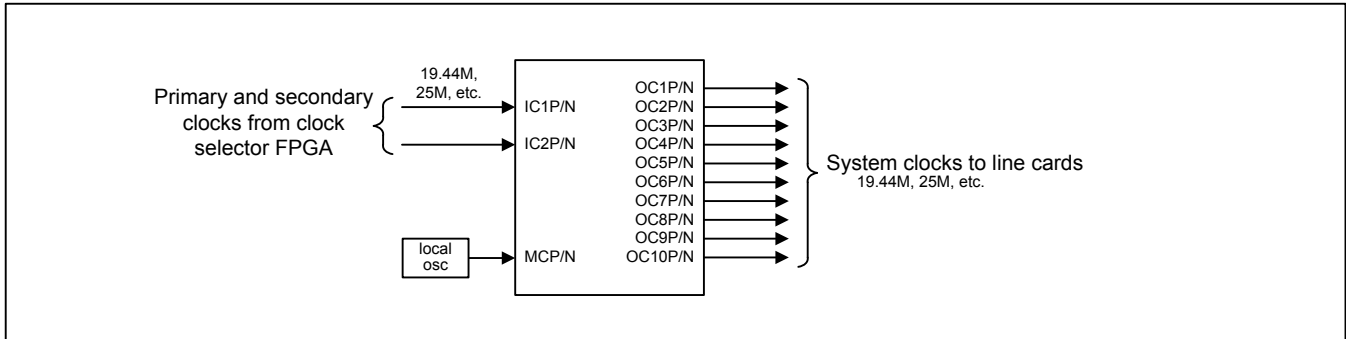 Primary and secondary
clocks from clock
selector FPGA
19.44M,
25M, etc.
IC1P/N
IC2P/N
local
osc
MCP/N
OC1P/N
OC2P/N
OC3P/N
OC4P/N
OC5P/N
OC6P/N
OC7P/N
OC8P/N
OC9P/N
OC10P/N
System clocks to line cards
19.44M, 25M, etc.